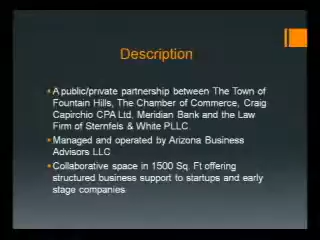 Description
A public/private partnership between The Town of
Fountain Hills, The Chamber of Commerce, Craig
Capirchio CPA Ltd, Meridian Bank and the Law
Firm of Sternfels & White PLLC
Managed and operated by Arizona Business
Advisors LLC
Collaborative space in 1500 Sq. Ft offering
structured business support to startups and early
stage companies